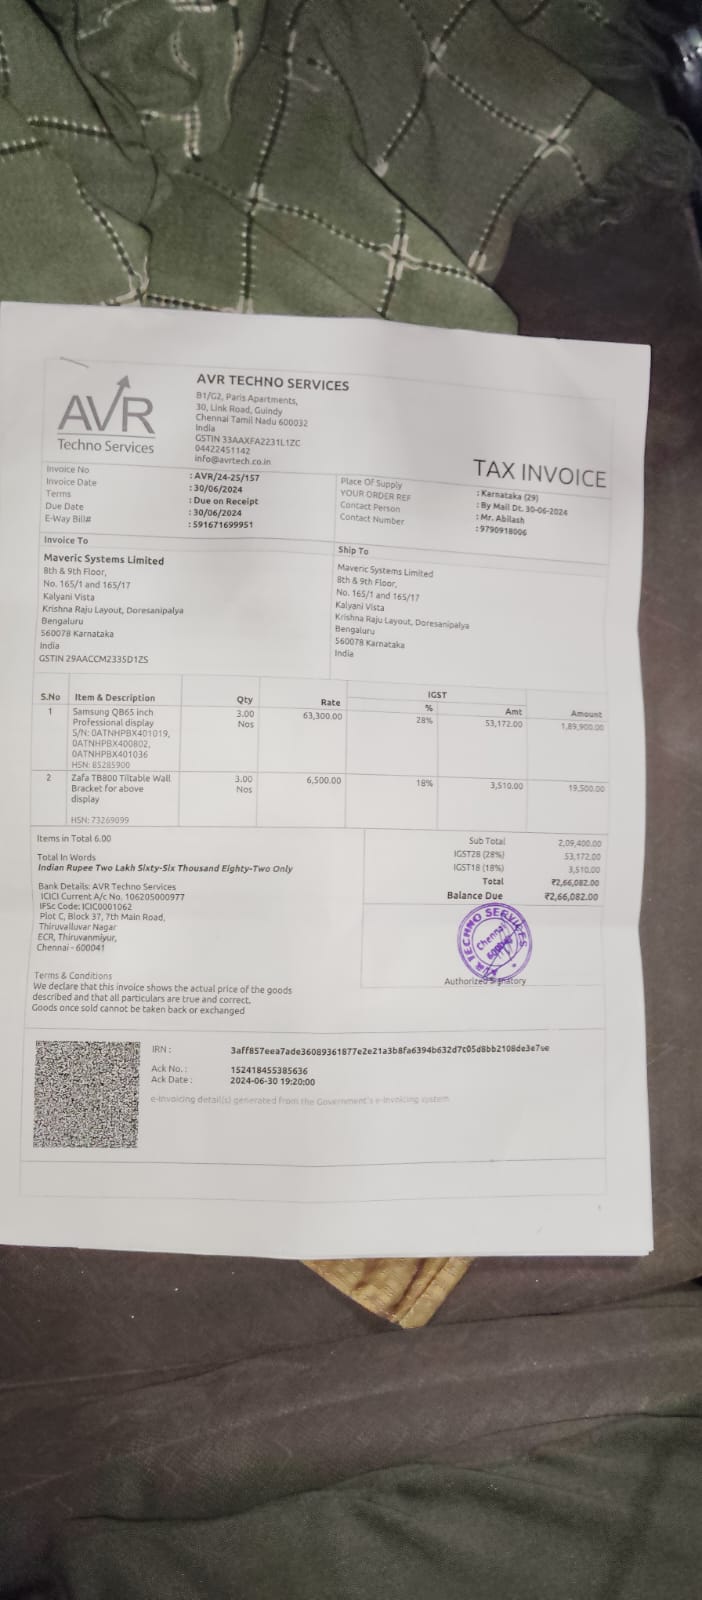 AVR
Techno Services
AVR TECHNO SERVICES
B1/G2, Paris Apartments,
30, Link Road, Guindy
Chennai Tamil Nadu 600032
India
GSTIN 33AAXFA2231L1ZC
04422451142
info@avrtech.co.in
TAX INVOICE
Invoice No : AVR/24-25/157
Invoice Date : 30/06/2024
Terms : Due on Receipt
Due Date : 30/06/2024
E-Way Bill# : 591671699951
Place Of Supply : Karnataka (29)
YOUR ORDER REF : By Mail Dt. 30-06-2024
Contact Person : Mr. Abilash
Contact Number : 9790918006
Invoice To
Maveric Systems Limited
8th & 9th Floor,
No. 165/1 and 165/17
Kalyani Vista
Krishna Raju Layout, Doresanipalya
Bengaluru
560078 Karnataka
India
GSTIN 29AACCM2335D1ZS
Ship To
Maveric Systems Limited
8th & 9th Floor,
No. 165/1 and 165/17
Kalyani Vista
Krishna Raju Layout, Doresanipalya
Bengaluru
560078 Karnataka
India
S.No Item & Description Qty Rate IGST % Amt Amount
1 Samsung QB65 inch 3.00 63,300.00 28% 53,172.00 1,89,900.00
Professional display Nos
S/N: 0ATNHPBX401019,
0ATNHPBX400802,
0ATNHPBX401036
HSN: 85285900
2 Zafa TB800 Tiltable Wall 3.00 6,500.00 18% 3,510.00 19,500.00
Bracket for above Nos
display
HSN: 73269099
Items in Total 6.00
Total In Words
Indian Rupee Two Lakh Sixty-Six Thousand Eighty-Two Only
Bank Details: AVR Techno Services
ICICI Current A/c No. 106205000977
IFSc Code: ICIC0001062
Plot C, Block 37, 7th Main Road,
Thiruvalluvar Nagar
ECR, Thiruvanmiyur,
Chennai - 600041
Terms & Conditions
We declare that this invoice shows the actual price of the goods
described and that all particulars are true and correct.
Goods once sold cannot be taken back or exchanged
Sub Total 2,09,400.00
IGST28 (28%) 53,172.00
IGST18 (18%) 3,510.00
Total ₹2,66,082.00
Balance Due ₹2,66,082.00
AVR TECHNO SERVICES
Chennai
Authorized Signatory
IRN : 3aff857eea7ade36089361877e2e21a3b8fa6394b632d7c05d8bb2108de3e7
Ack No. : 152418455385636
Ack Date : 2024-06-30 19:20:00
e-Invoicing detail(s) generated from the Government's e-Invoicing system
1